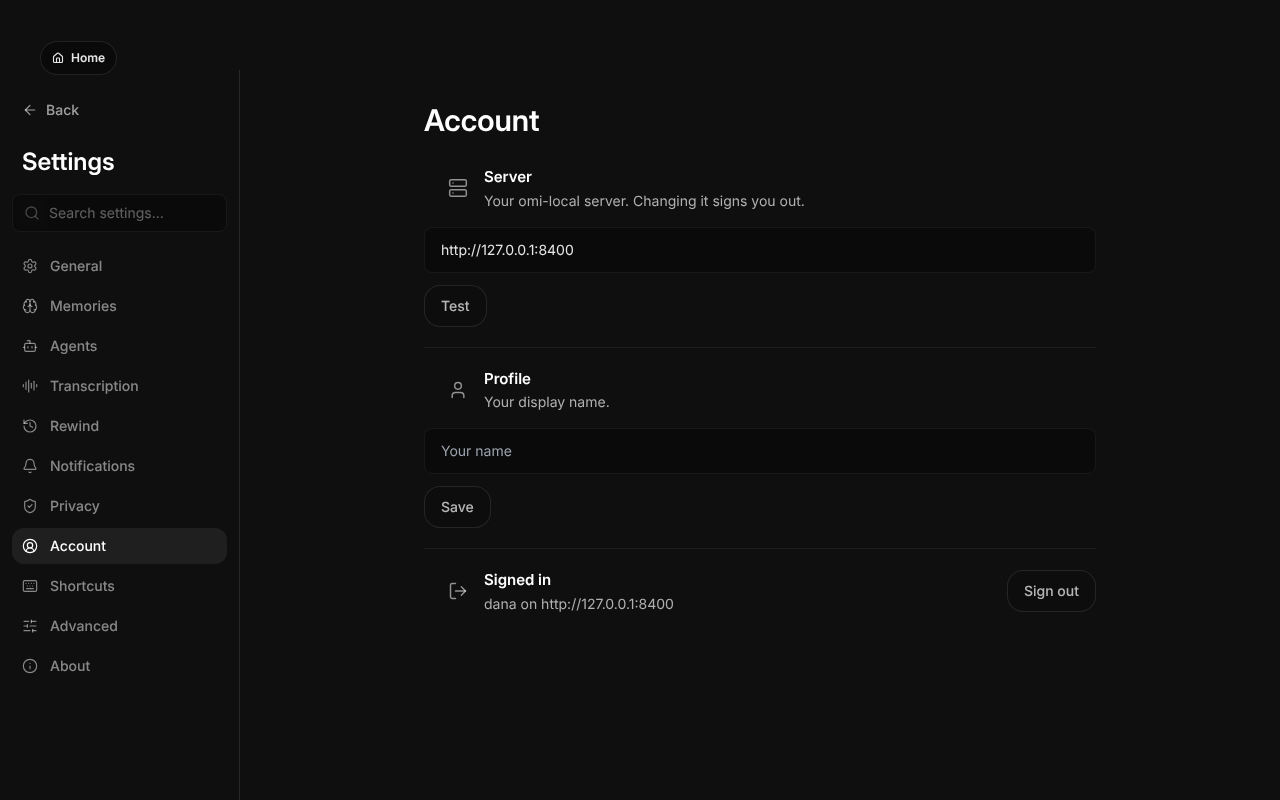 Home
Back
Settings
Search settings...
General
Memories
Agents
Transcription
Rewind
Notifications
Privacy
Account
Shortcuts
Advanced
About
Account
Server
Your omi-local server. Changing it signs you out.
http://127.0.0.1:8400
Test
Profile
Your display name.
Your name
Save
Signed in
dana on http://127.0.0.1:8400
Sign out